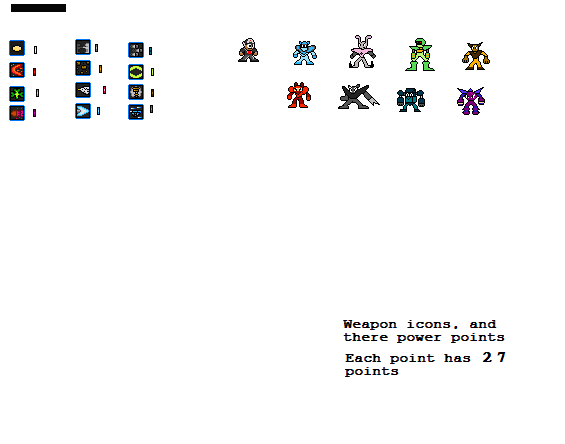 Weapon icons, and
there power points
Each point has 27
points